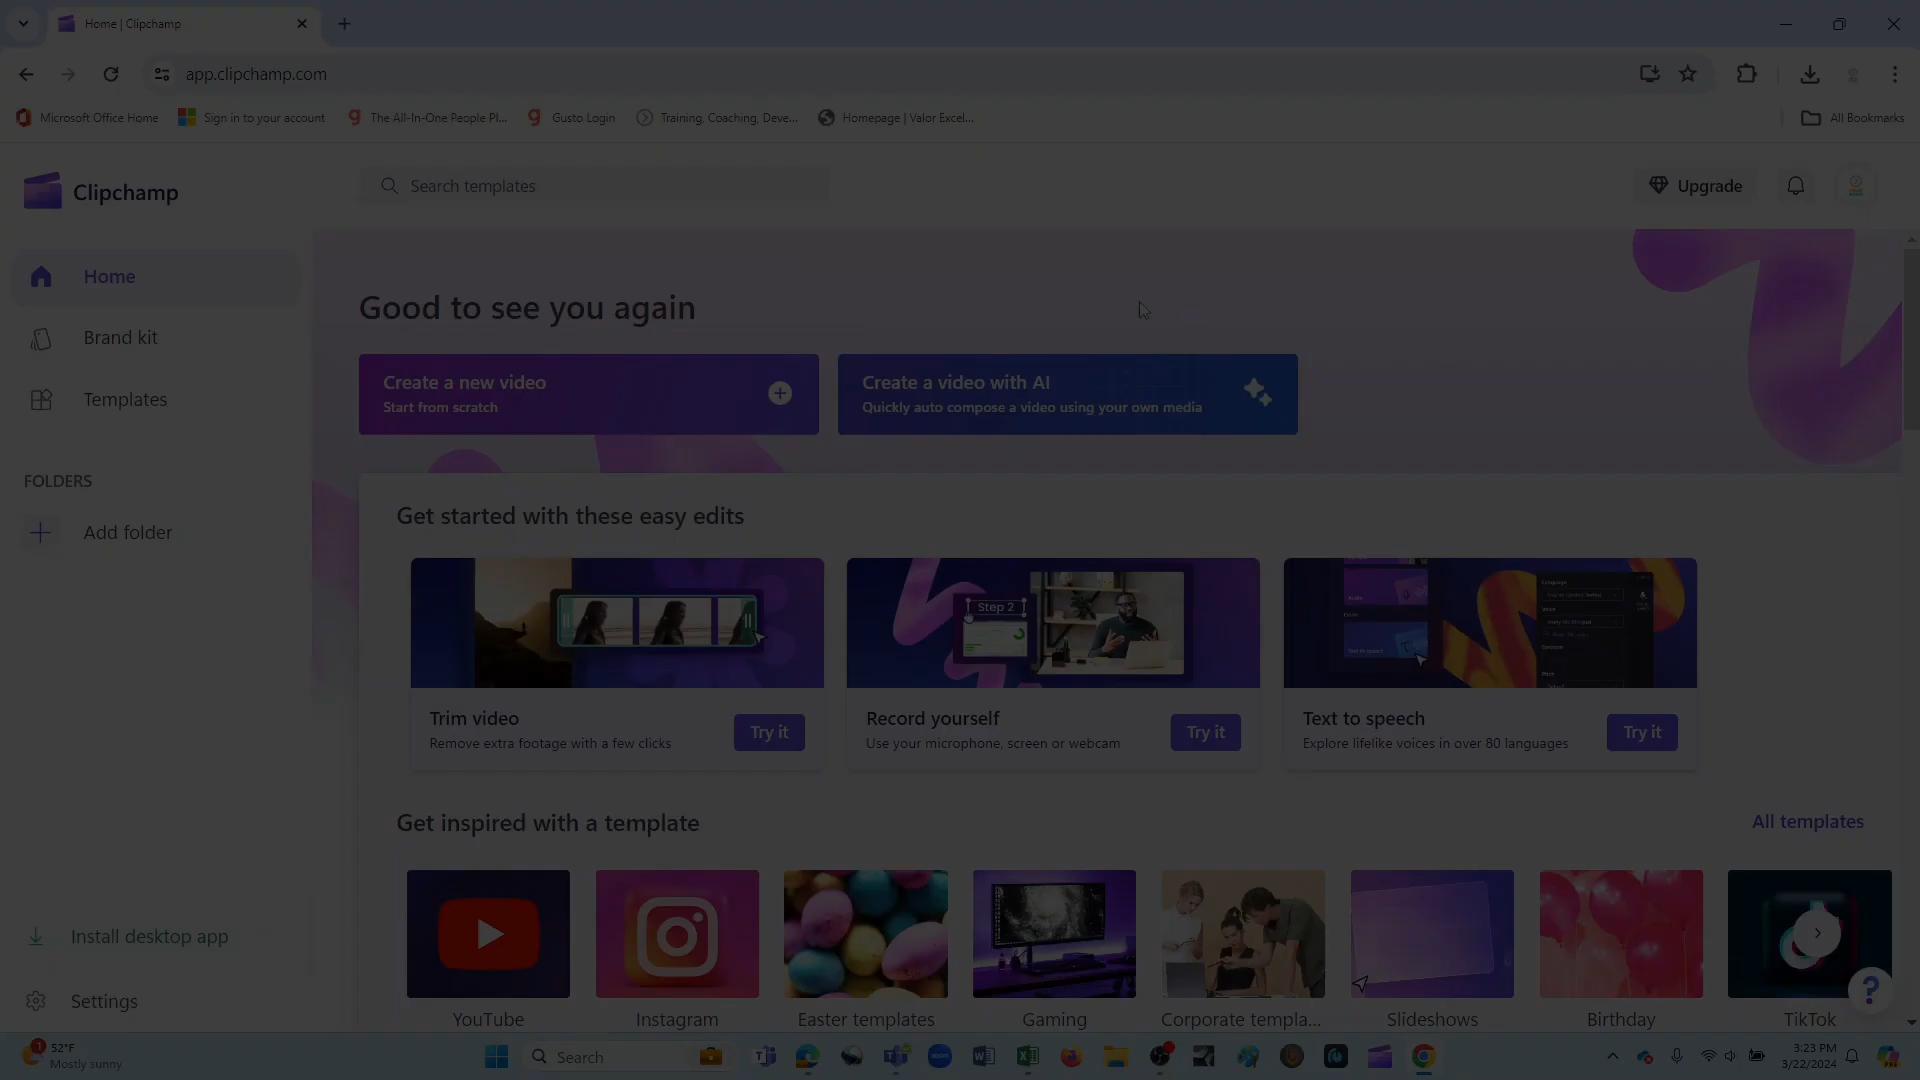 Home | Clipchamp
app.clipchamp.com
Microsoft Office Home
Sign in to your account
The All-In-One People Pl...
Gusto Login
Training, Coaching, Deve...
Homepage | Valor Excel...
All Bookmarks
Clipchamp
Search templates
Upgrade
Home
Brand kit
Templates
FOLDERS
Add folder
Install desktop app
Settings
Good to see you again
Create a new video
Start from scratch
Create a video with AI
Quickly auto compose a video using your own media
Get started with these easy edits
Step 2
Trim video
Remove extra footage with a few clicks
Try it
Record yourself
Use your microphone, screen or webcam
Try it
Text to speech
Explore lifelike voices in over 80 languages
Try it
Get inspired with a template
All templates
YouTube
Instagram
Easter templates
Gaming
Corporate templa...
Slideshows
Birthday
TikTok
?
1
52°F
Mostly sunny
Search
3:23 PM
3/22/2024